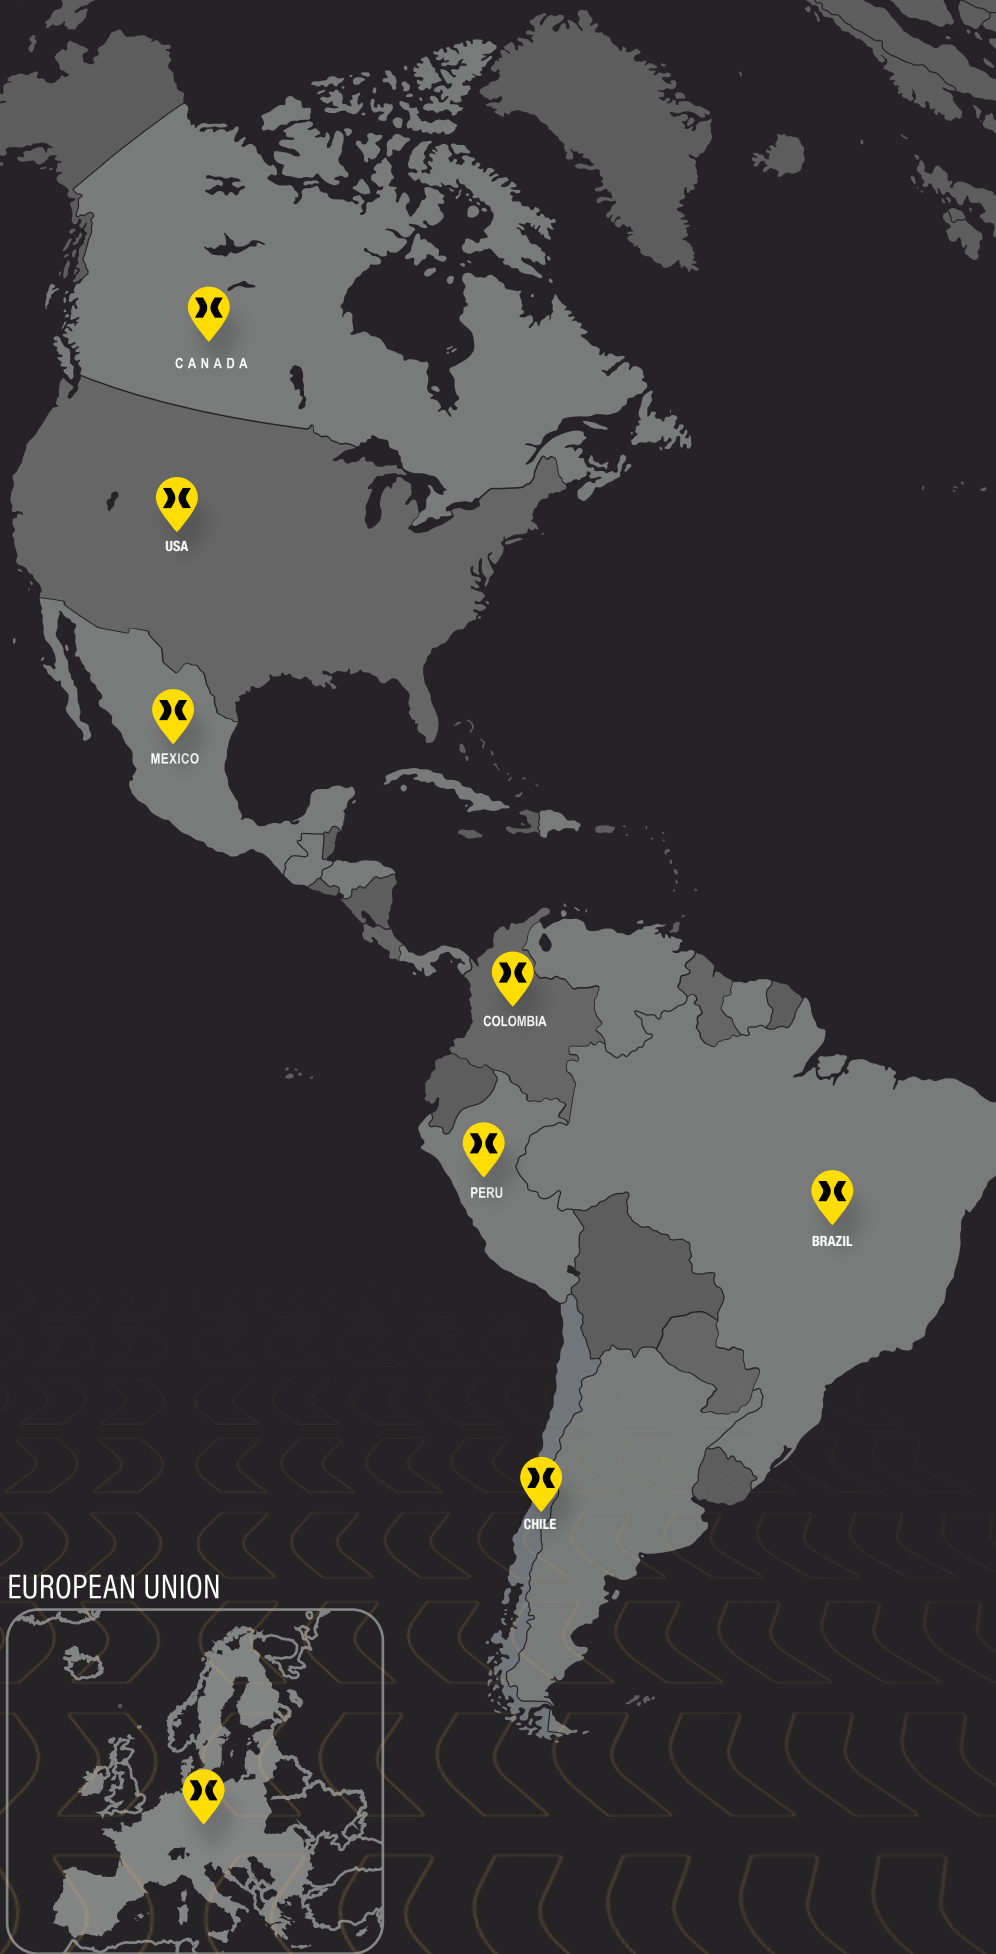 CANADA
USA
MEXICO
COLOMBIA
PERU
BRAZIL
CHILE
EUROPEAN UNION